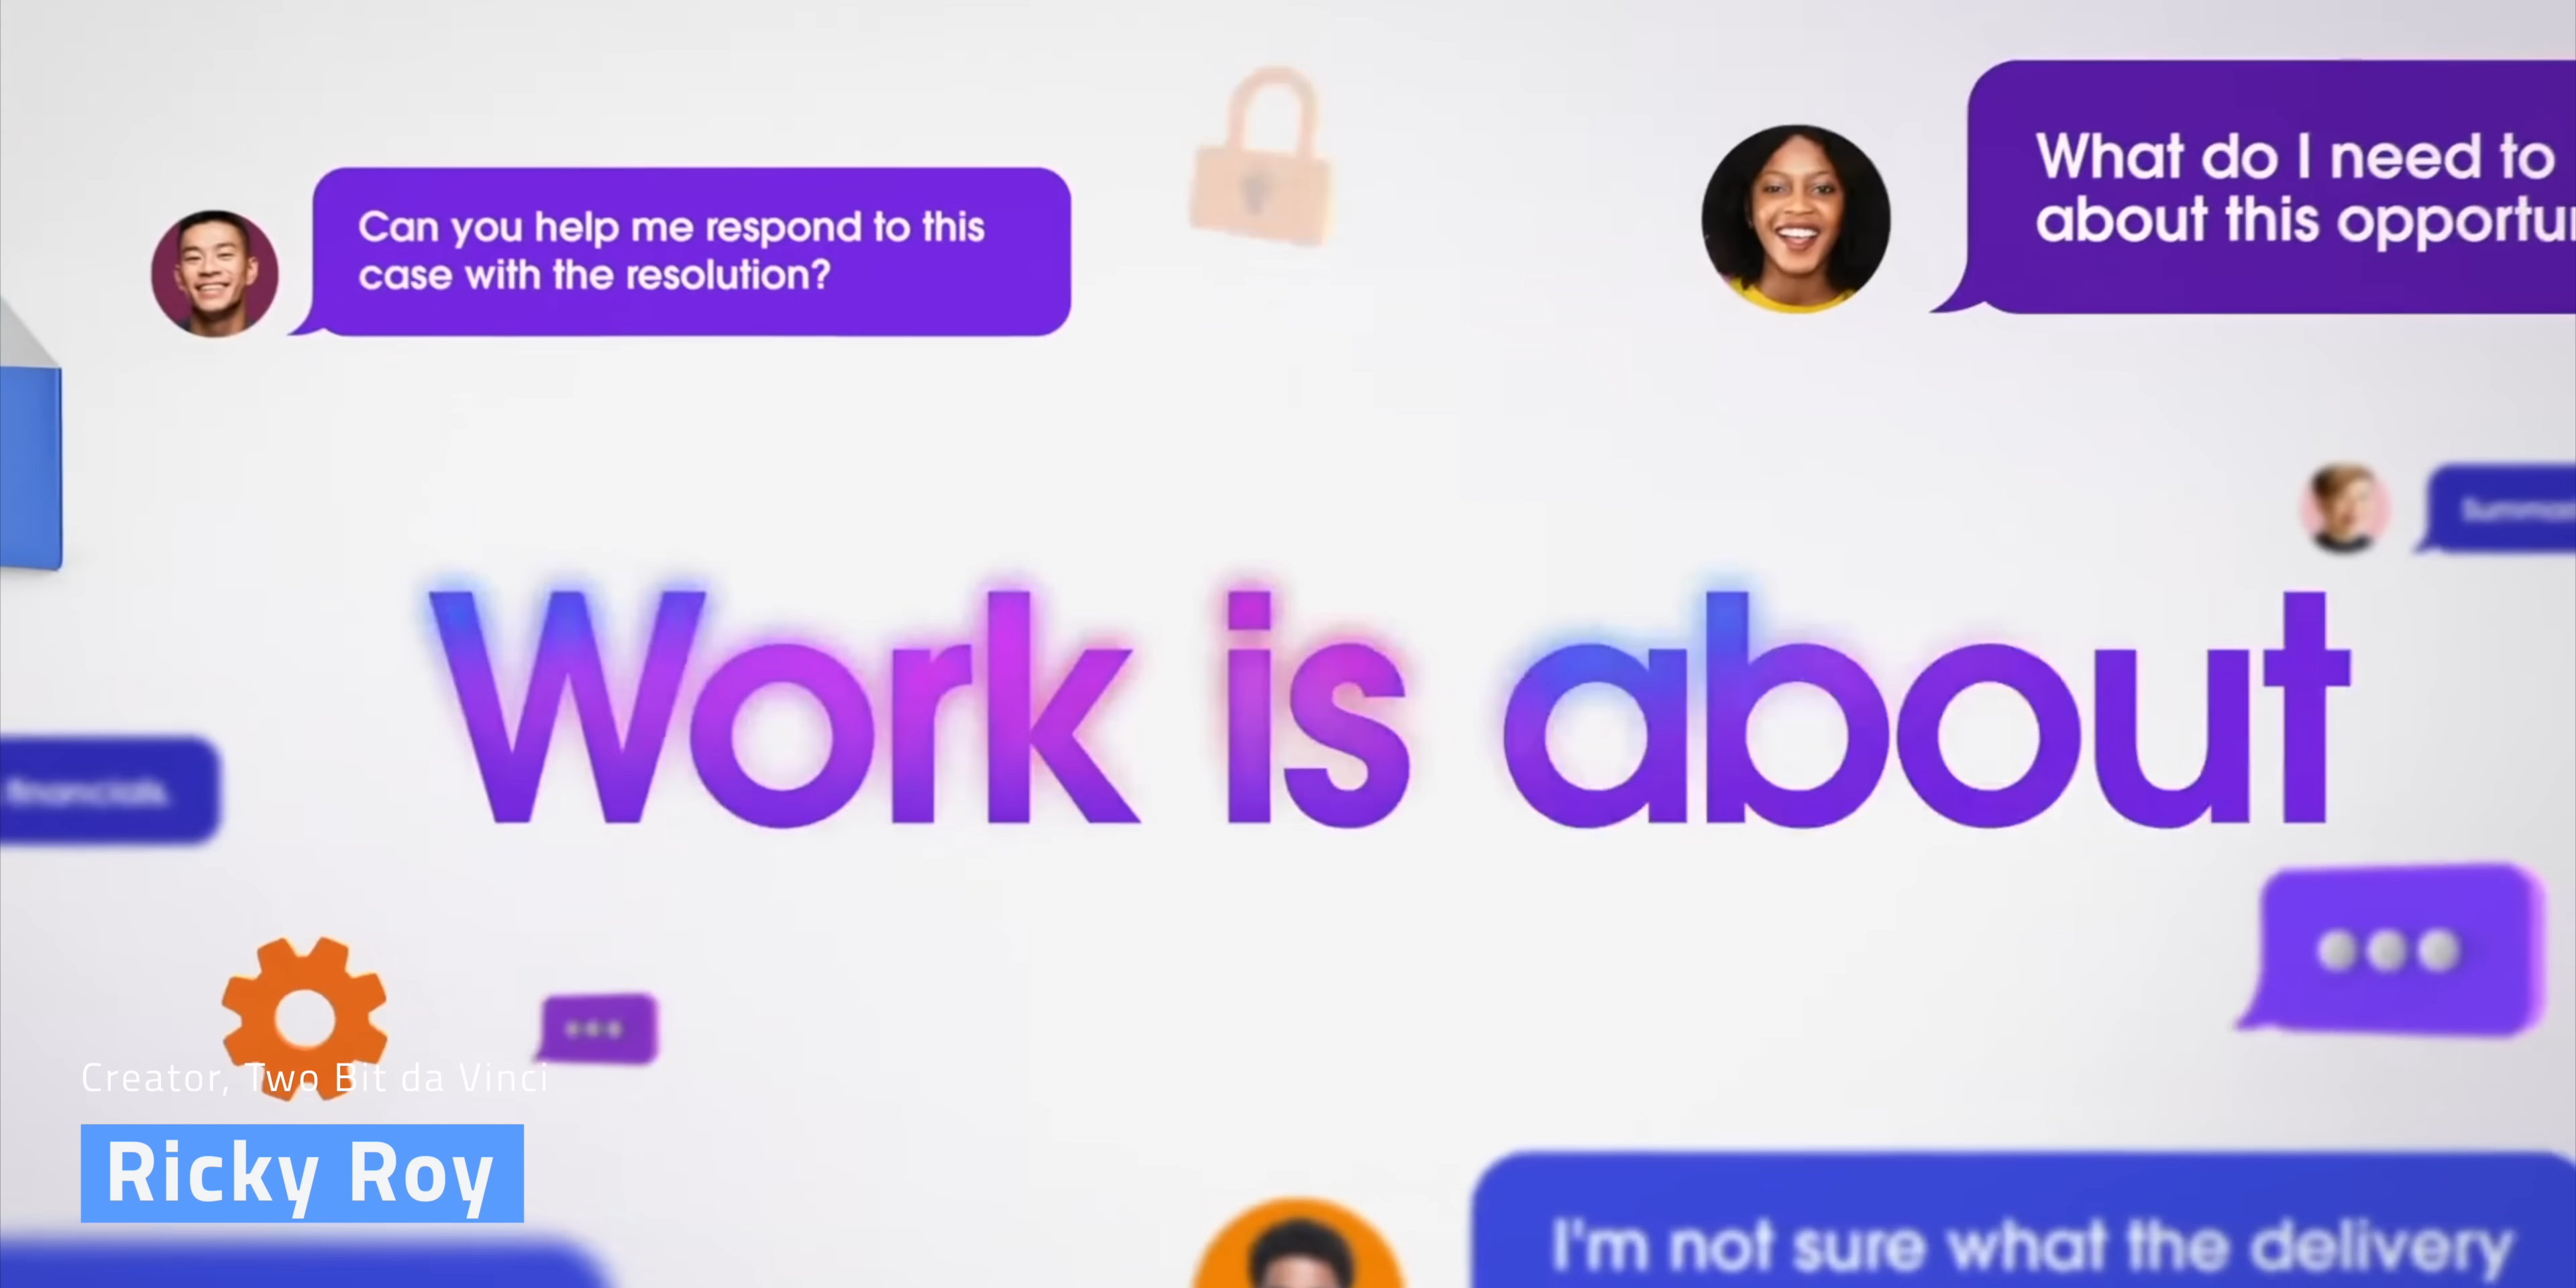 What do I need to
about this opportu
Can you help me respond to this
case with the resolution?
Work is about
financials.
Creator, Two Bit da Vinci
Ricky Roy
I'm not sure what the delivery